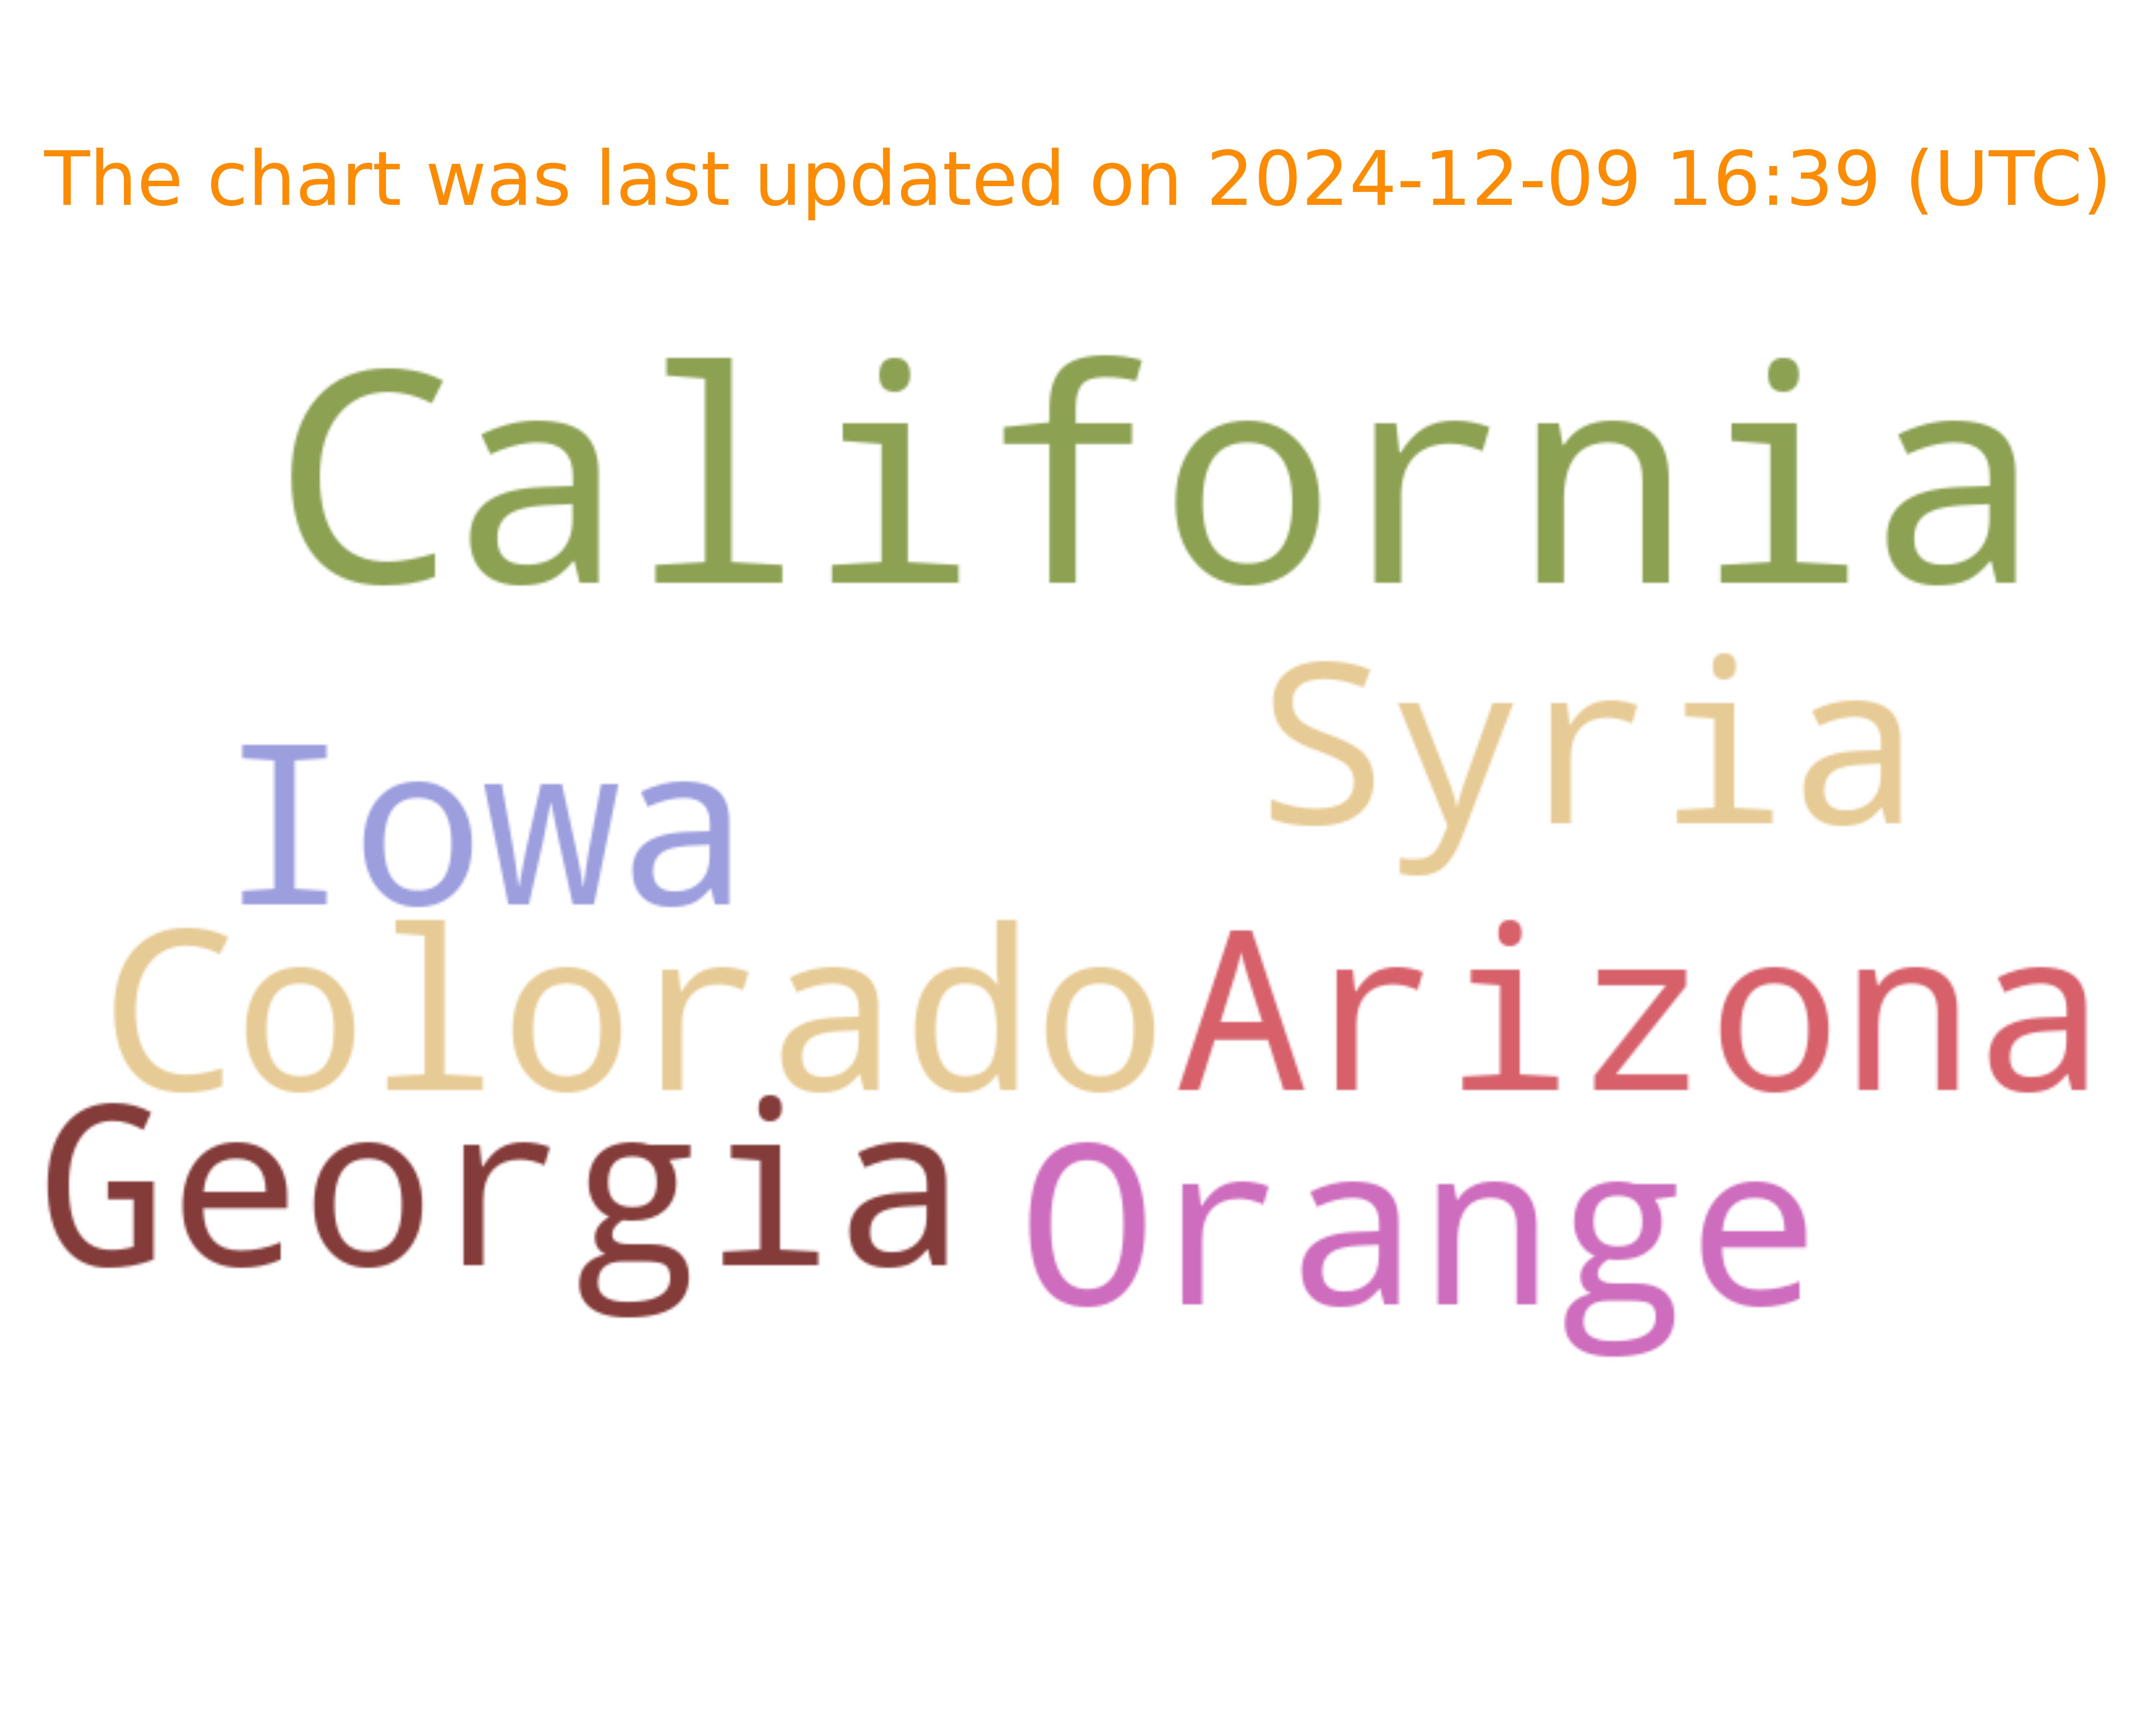 The chart was last updated on 2024-12-09 16:39 (UTC)
California
Syria
Iowa
Colorado Arizona
Georgia Orange